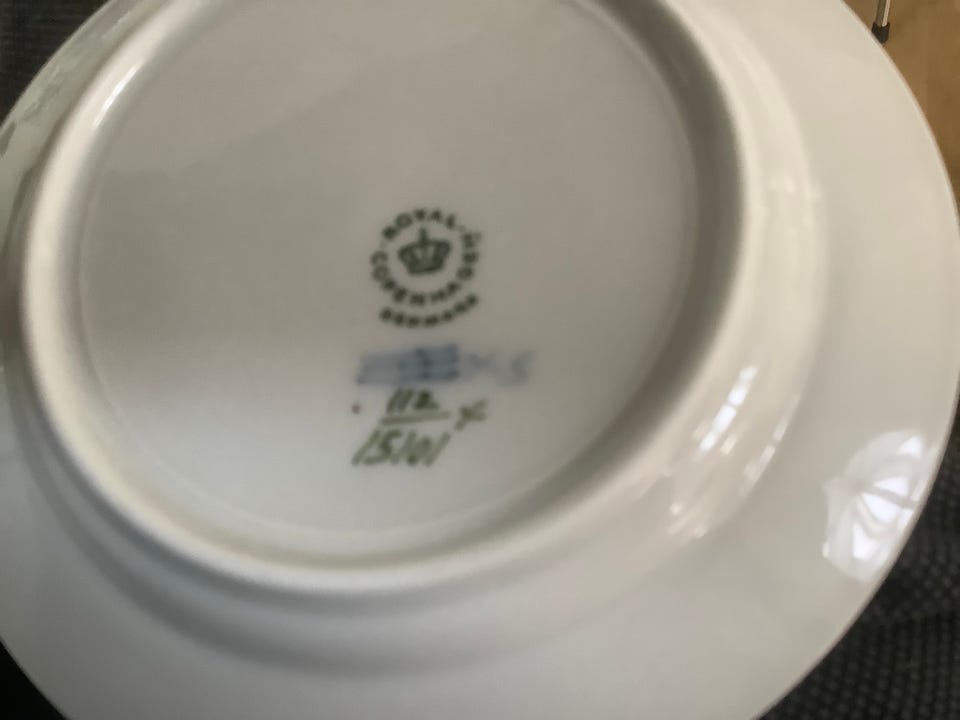 ROYAL-
COPENHAGEN
DENMARK
112
15101